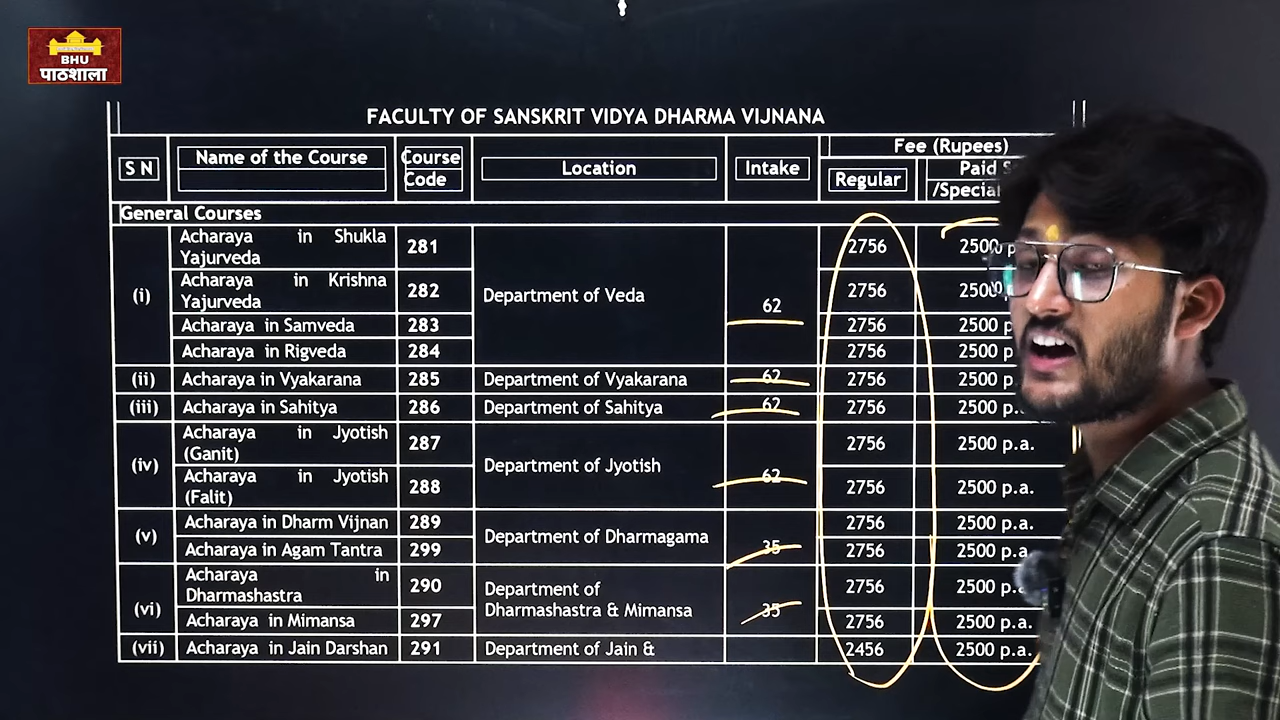 BHU
पाठशाला
FACULTY OF SANSKRIT VIDYA DHARMA VIJNANA
S N Name of the Course Course Code Location Intake Fee (Rupees)
Regular Paid
/Special
General Courses
(i) Acharaya in Shukla Yajurveda 281 Department of Veda 62 2756 2500
Acharaya in Krishna Yajurveda 282 2756 2500
Acharaya in Samveda 283 2756 2500 p
Acharaya in Rigveda 284 2756 2500 p
(ii) Acharaya in Vyakarana 285 Department of Vyakarana 62 2756 2500 p
(iii) Acharaya in Sahitya 286 Department of Sahitya 62 2756 2500 p.a.
(iv) Acharaya in Jyotish (Ganit) 287 Department of Jyotish 62 2756 2500 p.a.
Acharaya in Jyotish (Falit) 288 2756 2500 p.a.
(v) Acharaya in Dharm Vijnan 289 Department of Dharmagama 35 2756 2500 p.a.
Acharaya in Agam Tantra 299 2756 2500 p.a.
(vi) Acharaya in Dharmashastra 290 Department of Dharmashastra & Mimansa 35 2756 2500 p.a.
Acharaya in Mimansa 297 2756 2500 p.a.
(vii) Acharaya in Jain Darshan 291 Department of Jain & 2456 2500 p.a.